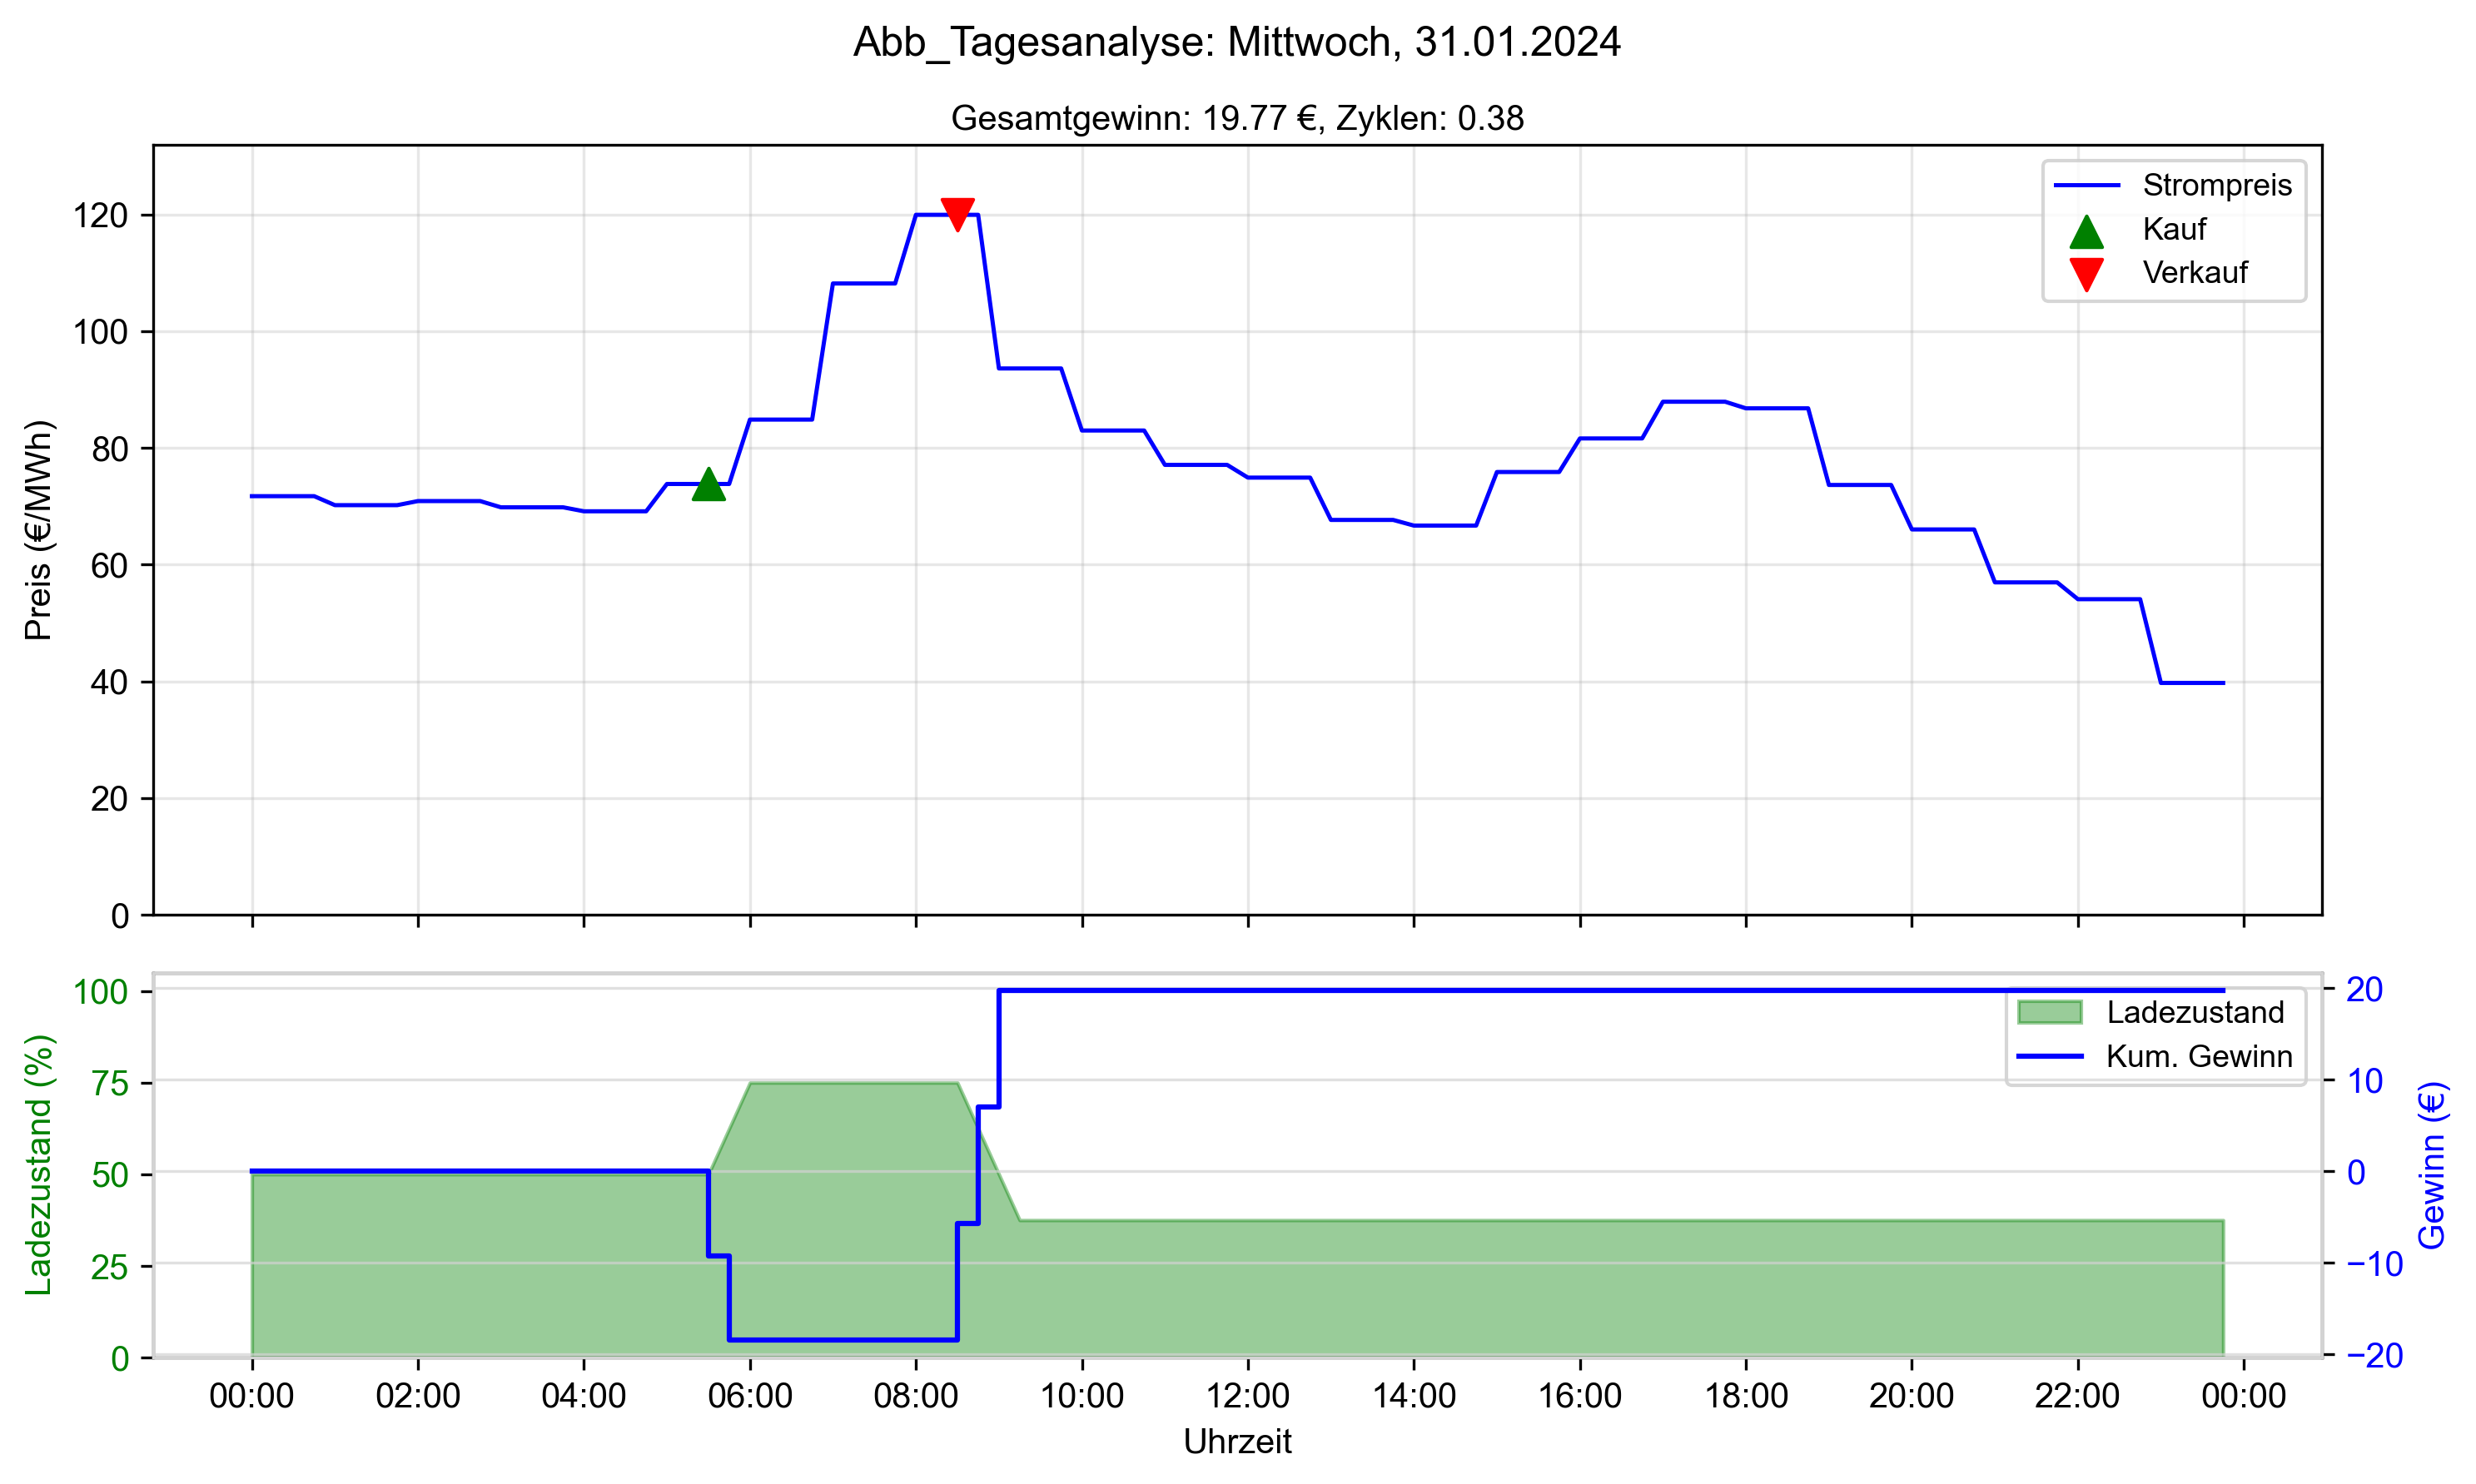 Abb_Tagesanalyse: Mittwoch, 31.01.2024
Gesamtgewinn: 19.77 €, Zyklen: 0.38
Preis (€/MWh)
120
100
80
60
40
20
0
Strompreis
Kauf
Verkauf
Ladezustand (%)
100
75
50
25
0
Ladezustand
Kum. Gewinn
20
10
0
−10
−20
Gewinn (€)
00:00 02:00 04:00 06:00 08:00 10:00 12:00 14:00 16:00 18:00 20:00 22:00 00:00
Uhrzeit